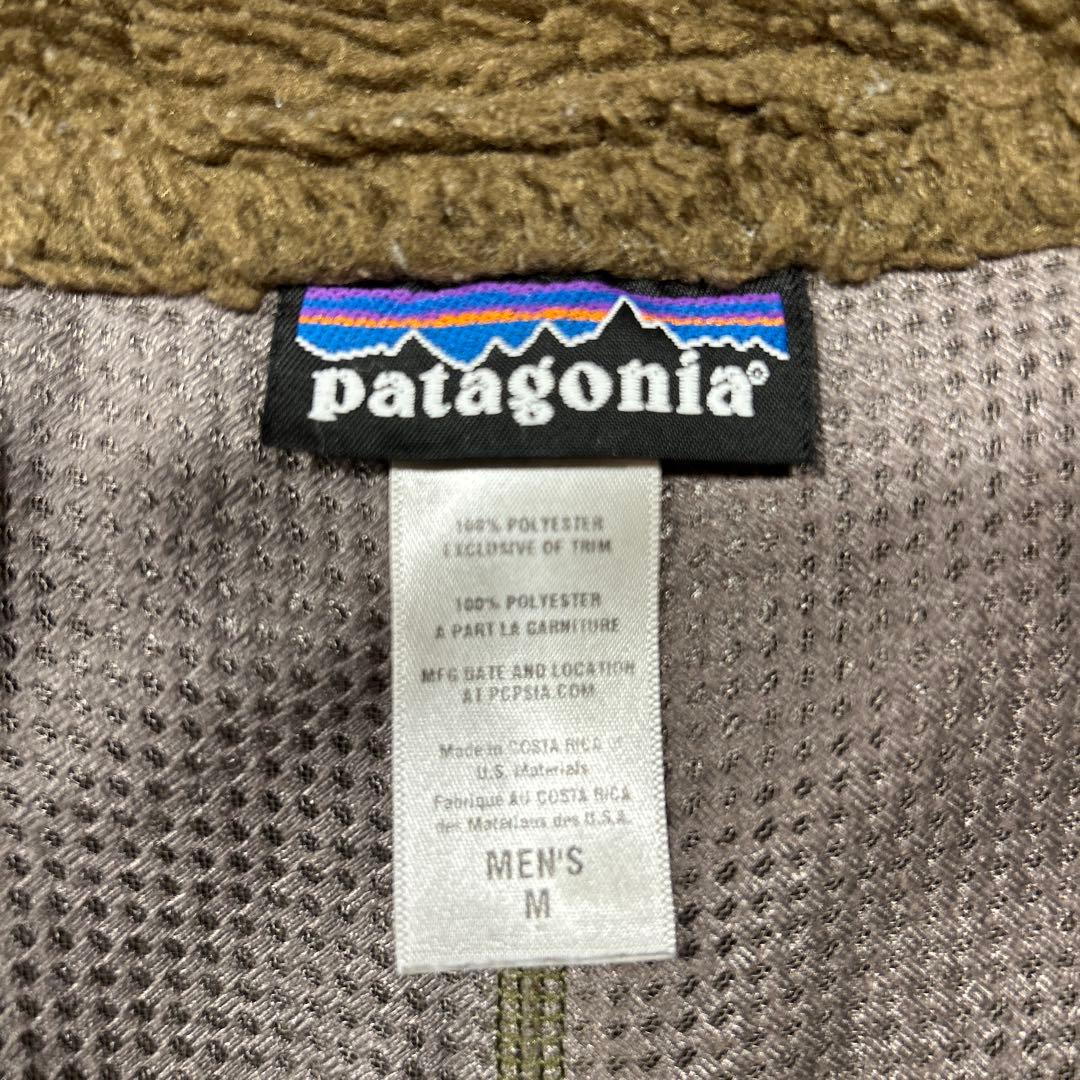 patagonia®
100% POLYESTER
EXCLUSIVE OF TRIM
100% POLYESTER
A PART LA GARNITURE
MFG DATE AND LOCATION
AT PCPSIA.COM
Made in COSTA RICA of
U.S. Materials
Fabriqué AU COSTA RICA
des Materiaux des U.S.A.
MEN'S
M